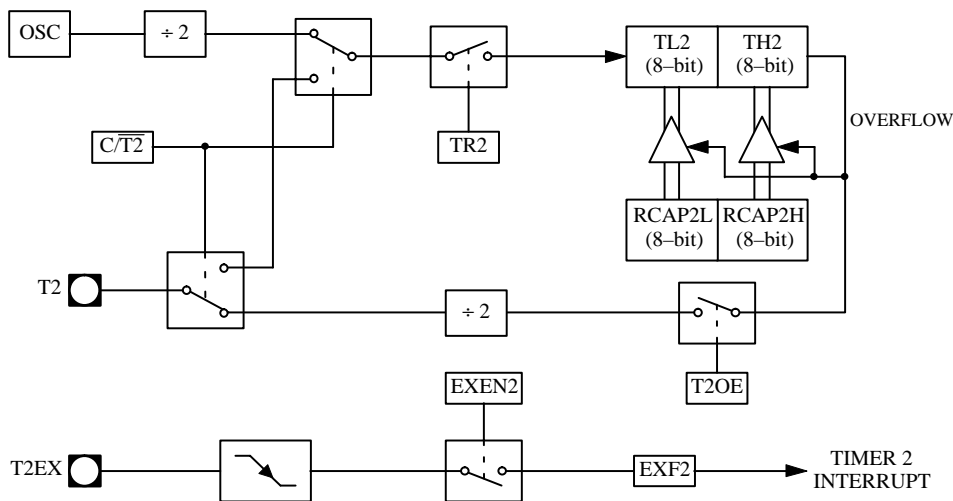 OSC
÷ 2
TL2
(8–bit)
TH2
(8–bit)
OVERFLOW
C/T2̅
TR2
RCAP2L
(8–bit)
RCAP2H
(8–bit)
T2
÷ 2
EXEN2
T2OE
T2EX
EXF2
TIMER 2
INTERRUPT